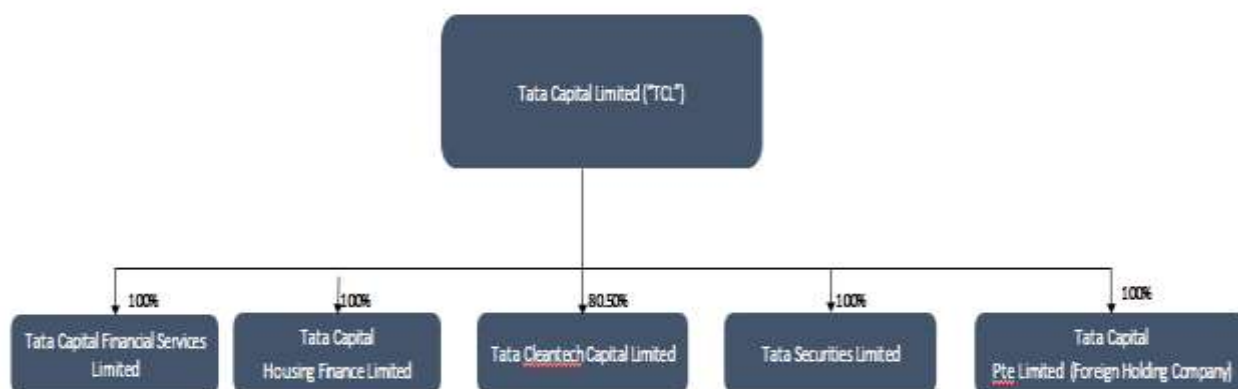 Tata Capital Limited ("TCL")
100%
100%
80.50%
100%
100%
Tata Capital Financial Services
Limited
Tata Capital
Housing Finance Limited
Tata Cleantech Capital Limited
Tata Securities Limited
Tata Capital
Pte Limited (Foreign Holding Company)